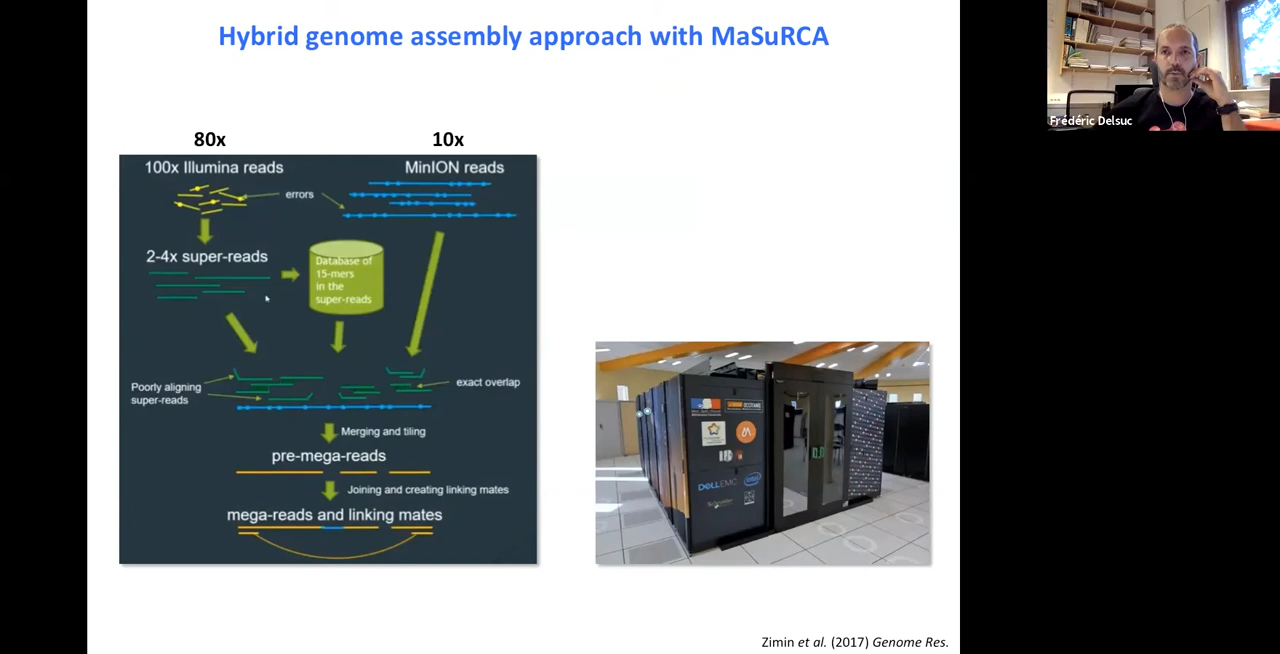 Hybrid genome assembly approach with MaSuRCA
Frédéric Delsuc
80x
10x
100x Illumina reads
MinION reads
errors
2-4x super-reads
Database of
15-mers
in the
super-reads
Poorly aligning
super-reads
exact overlap
Merging and tiling
pre-mega-reads
Joining and creating linking mates
mega-reads and linking mates
DELLEMC
intel
Schneider
Zimin et al. (2017) Genome Res.